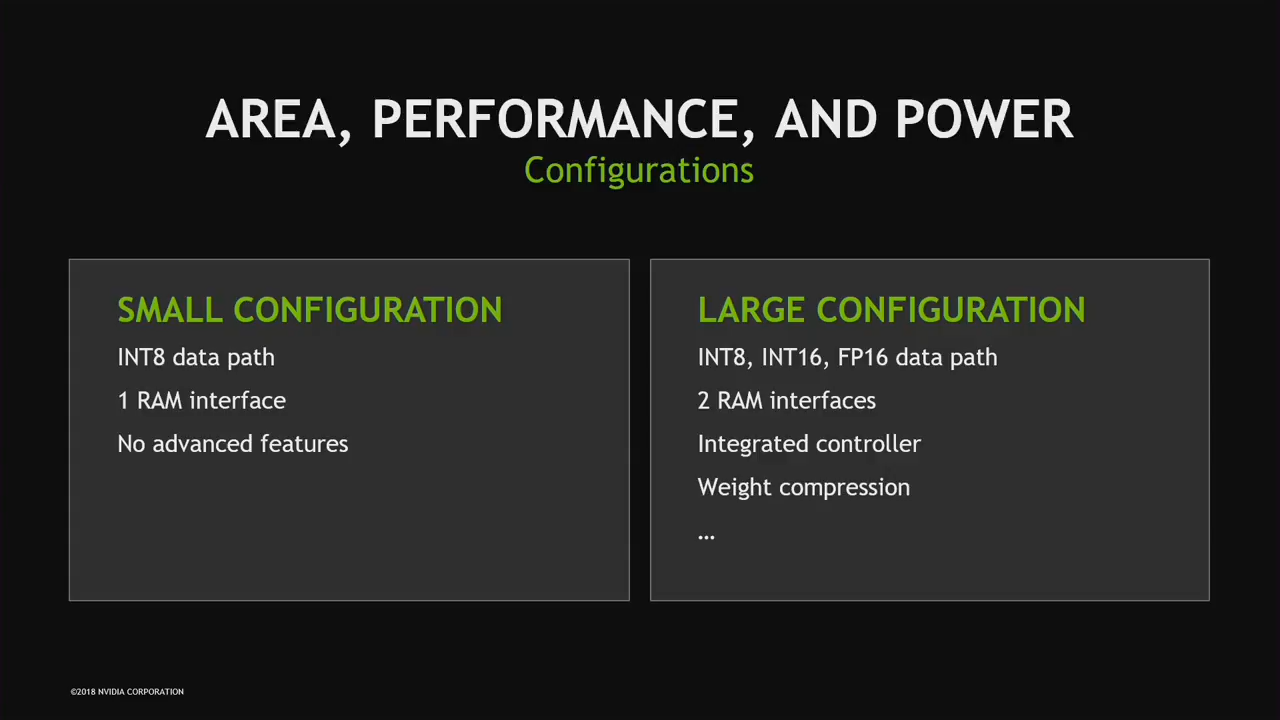 AREA, PERFORMANCE, AND POWER
Configurations
SMALL CONFIGURATION
INT8 data path
1 RAM interface
No advanced features
LARGE CONFIGURATION
INT8, INT16, FP16 data path
2 RAM interfaces
Integrated controller
Weight compression
...
©2018 NVIDIA CORPORATION